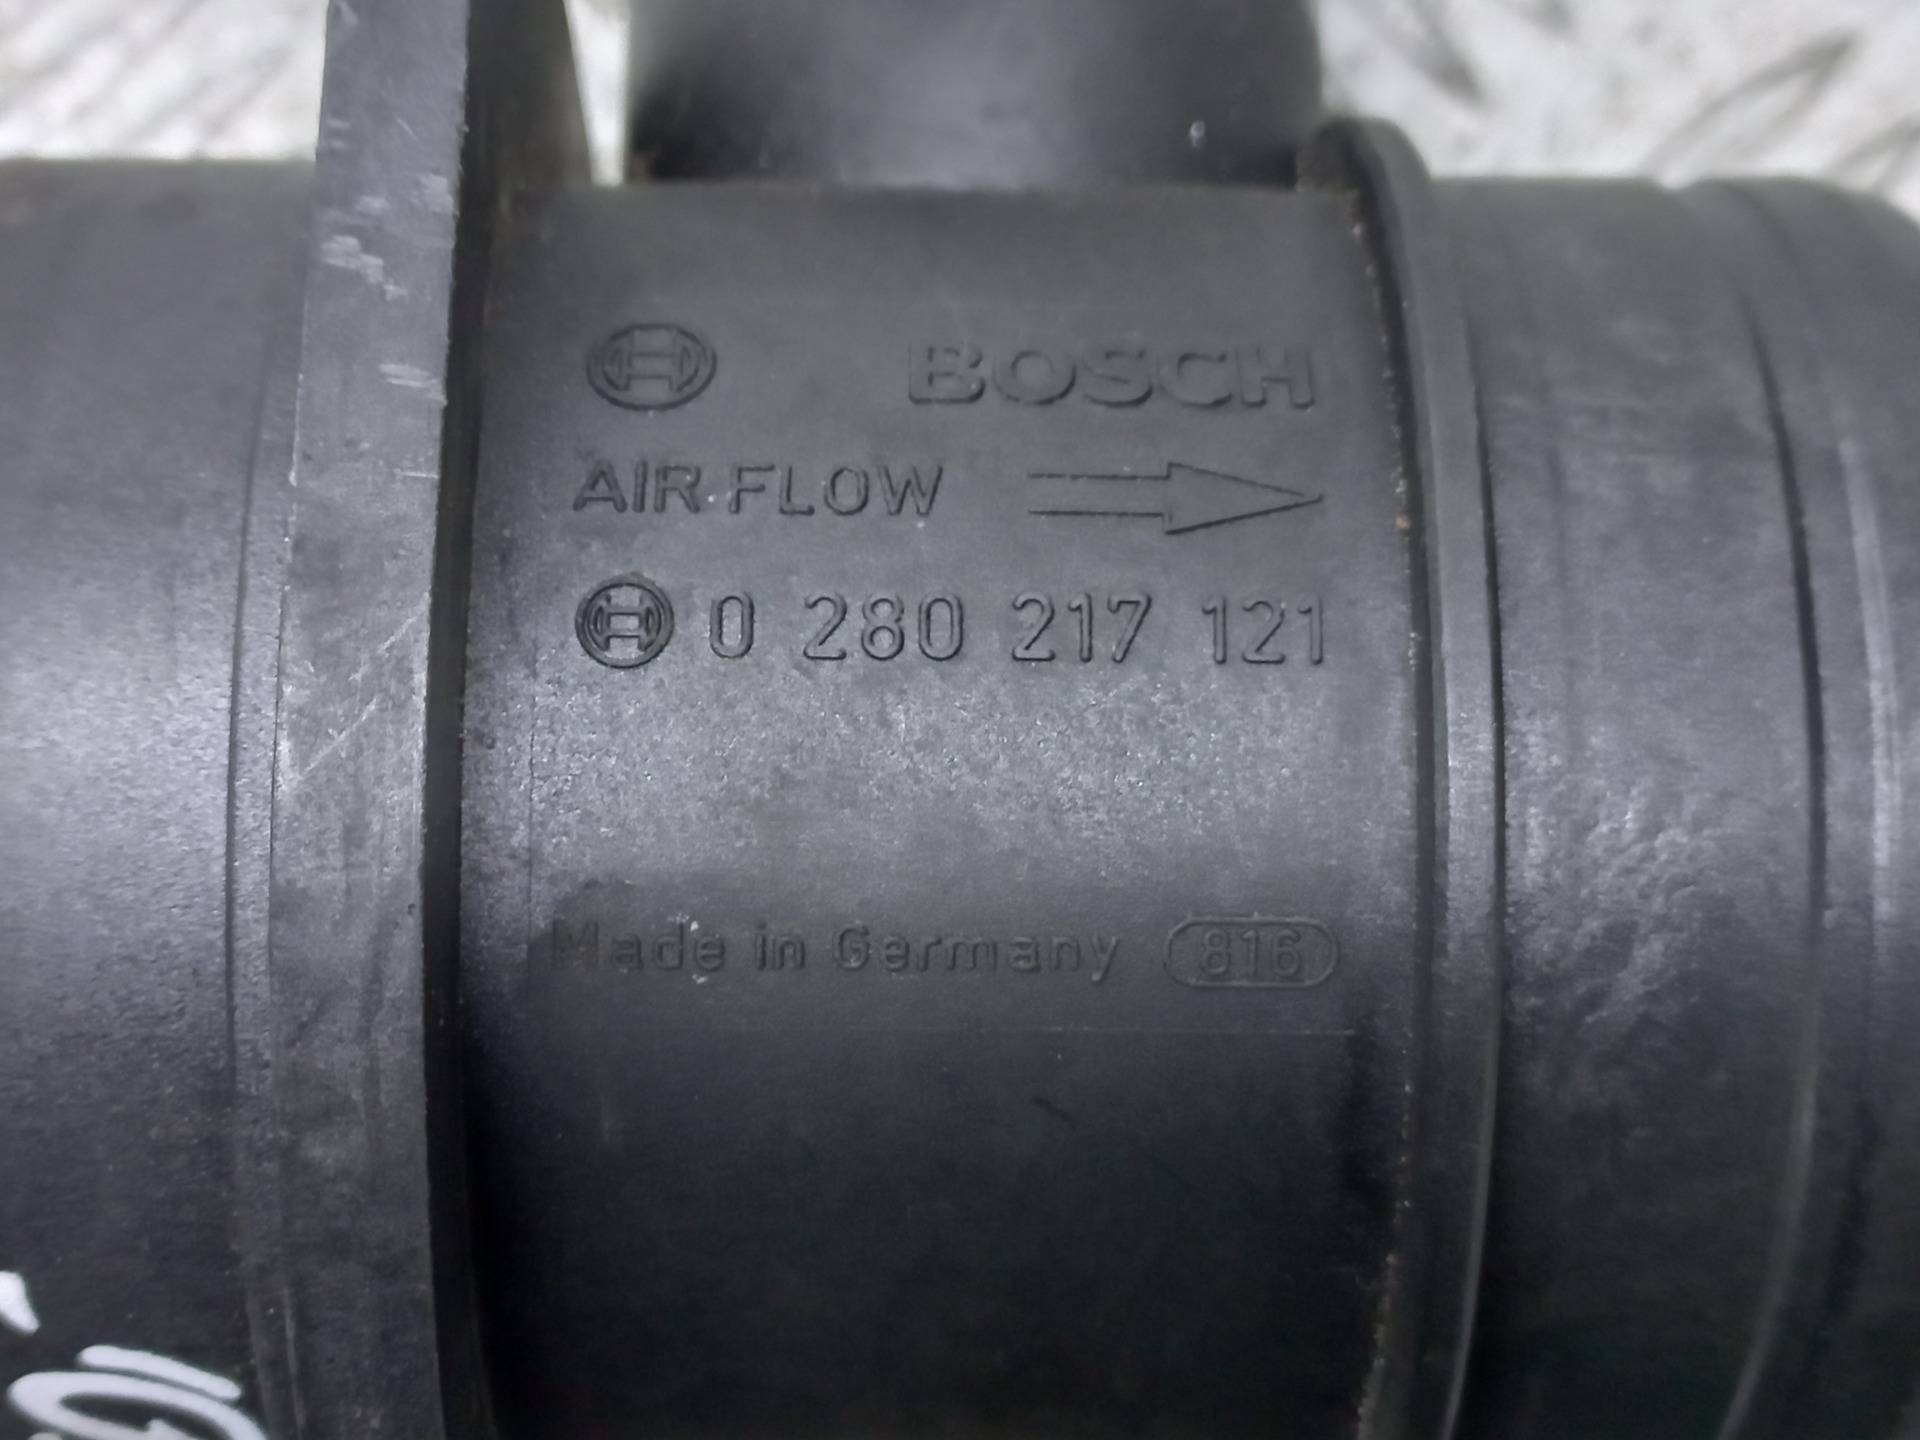 BOSCH
AIR FLOW
0 280 217 121
Made in Germany 816